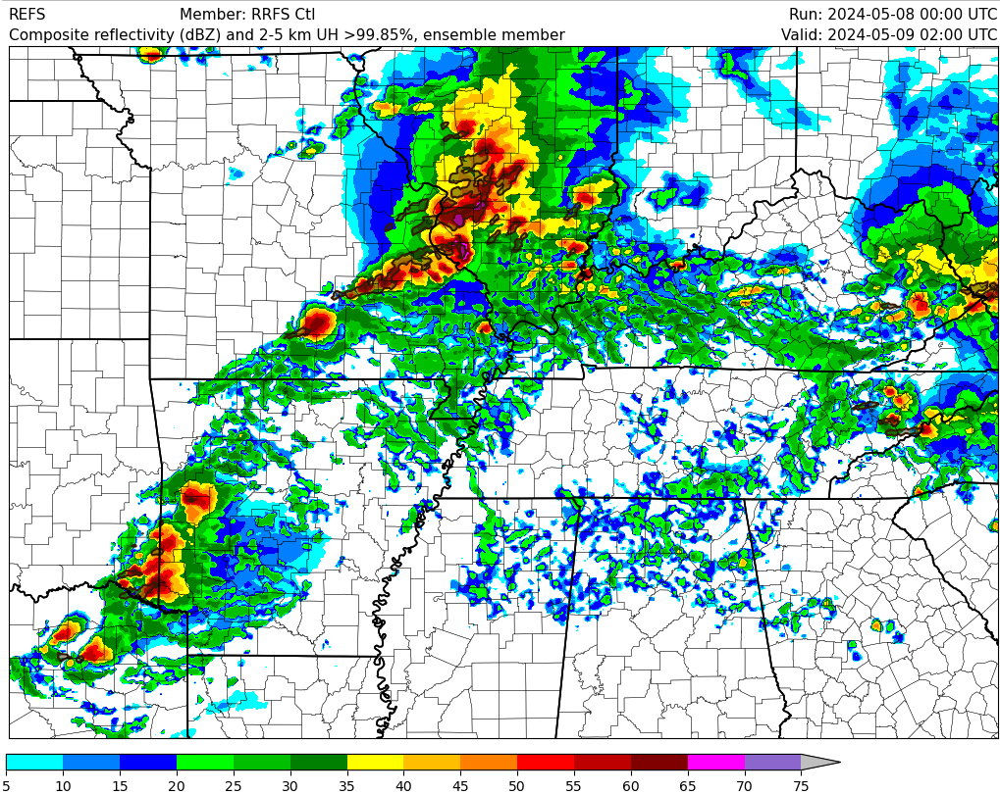 REFS Member: RRFS Ctl Run: 2024-05-08 00:00 UTC
Composite reflectivity (dBZ) and 2-5 km UH >99.85%, ensemble member Valid: 2024-05-09 02:00 UTC
5 10 15 20 25 30 35 40 45 50 55 60 65 70 75